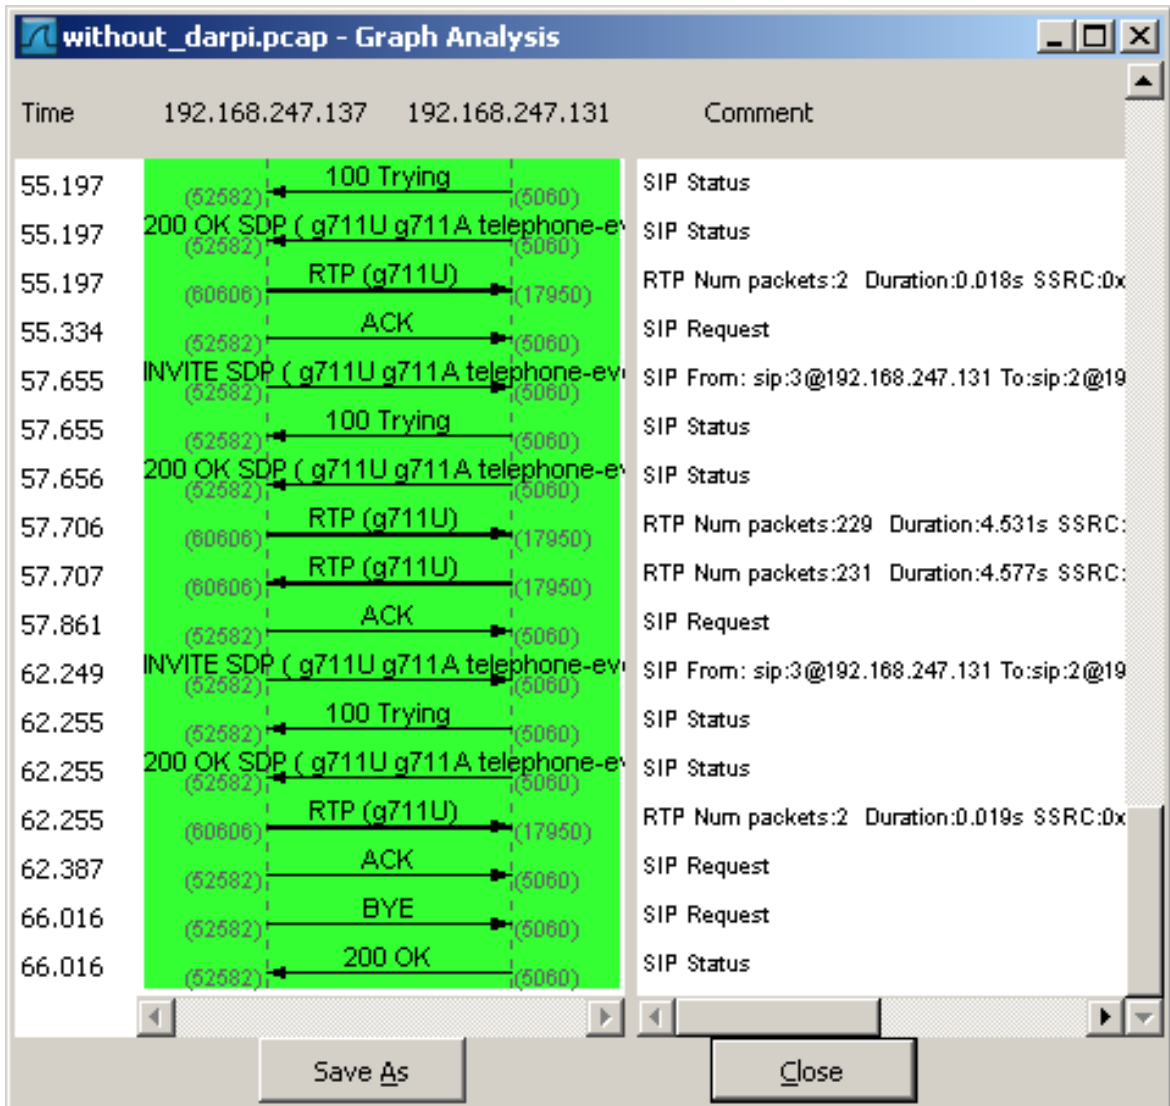 without_darpi.pcap - Graph Analysis
Time 192.168.247.137 192.168.247.131 Comment
55.197 100 Trying (52582) (5060) SIP Status
55.197 200 OK SDP ( g711U g711A telephone-e (52582) (5060) SIP Status
55.197 RTP (g711U) (60606) (17950) RTP Num packets:2 Duration:0.018s SSRC:0x
55.334 ACK (52582) (5060) SIP Request
57.655 INVITE SDP ( g711U g711A telephone-ev (52582) (5060) SIP From: sip:3@192.168.247.131 To:sip:2@19
57.655 100 Trying (52582) (5060) SIP Status
57.656 200 OK SDP ( g711U g711A telephone-e (52582) (5060) SIP Status
57.706 RTP (g711U) (60606) (17950) RTP Num packets:229 Duration:4.531s SSRC:
57.707 RTP (g711U) (60606) (17950) RTP Num packets:231 Duration:4.577s SSRC:
57.861 ACK (52582) (5060) SIP Request
62.249 INVITE SDP ( g711U g711A telephone-ev (52582) (5060) SIP From: sip:3@192.168.247.131 To:sip:2@19
62.255 100 Trying (52582) (5060) SIP Status
62.255 200 OK SDP ( g711U g711A telephone-e (52582) (5060) SIP Status
62.255 RTP (g711U) (60606) (17950) RTP Num packets:2 Duration:0.019s SSRC:0x
62.387 ACK (52582) (5060) SIP Request
66.016 BYE (52582) (5060) SIP Request
66.016 200 OK (52582) (5060) SIP Status
Save As Close